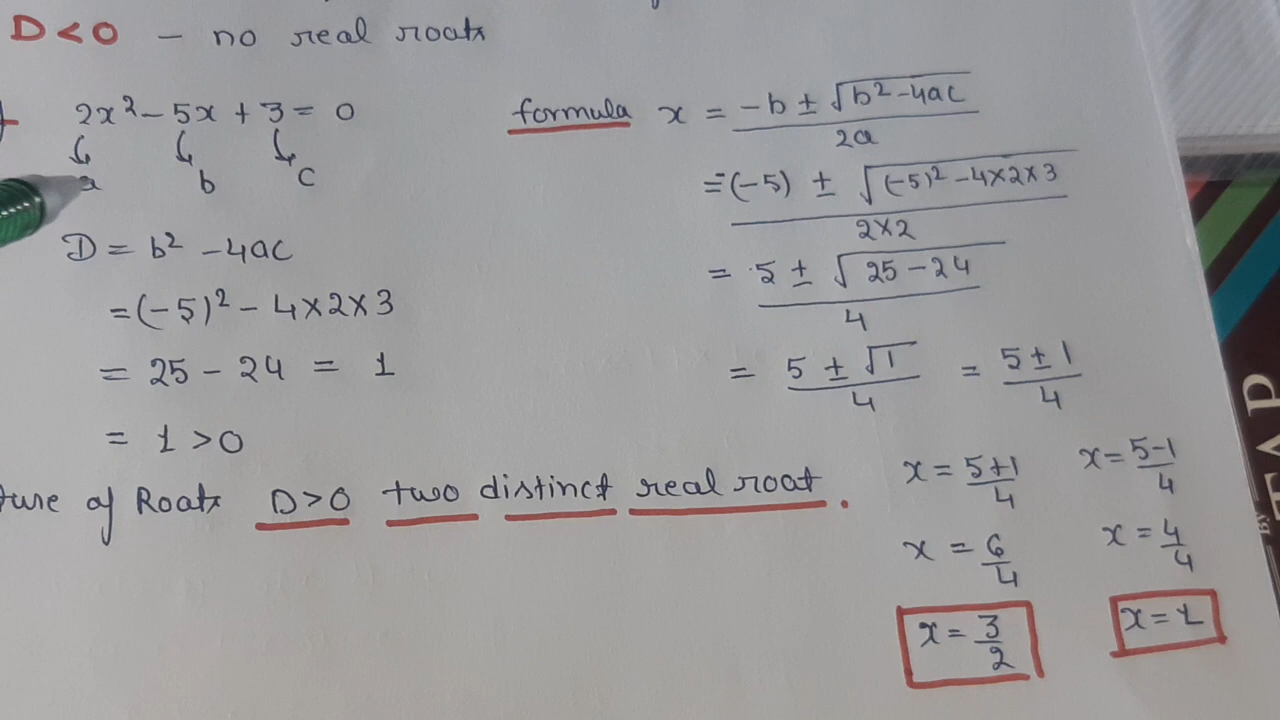 D<0 - no real roots
2x² - 5x + 3 = 0
a b c
D = b² - 4ac
= (-5)² - 4×2×3
= 25 - 24 = 1
= 1 > 0
ture of Roots D>0 two distinct real root.
formula x = (-b ± √(b² - 4ac))/2a
= -(-5) ± √((-5)² - 4×2×3) / 2×2
= 5 ± √(25 - 24) / 4
= 5 ± √1 / 4 = 5 ± 1 / 4
x = 5+1/4 x = 5-1/4
x = 6/4 x = 4/4
x = 3/2 x = 1
BY
TAP